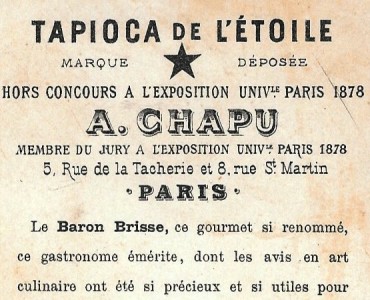 TAPIOCA DE L'ÉTOILE
MARQUE DÉPOSÉE
HORS CONCOURS A L'EXPOSITION UNIVLE PARIS 1878
A. CHAPU
MEMBRE DU JURY A L'EXPOSITION UNIVLE PARIS 1878
5, Rue de la Tacherie et 8, rue St Martin
· PARIS ·
Le Baron Brisse, ce gourmet si renommé,
ce gastronome émérite, dont les avis en art
culinaire ont été si précieux et si utiles pour